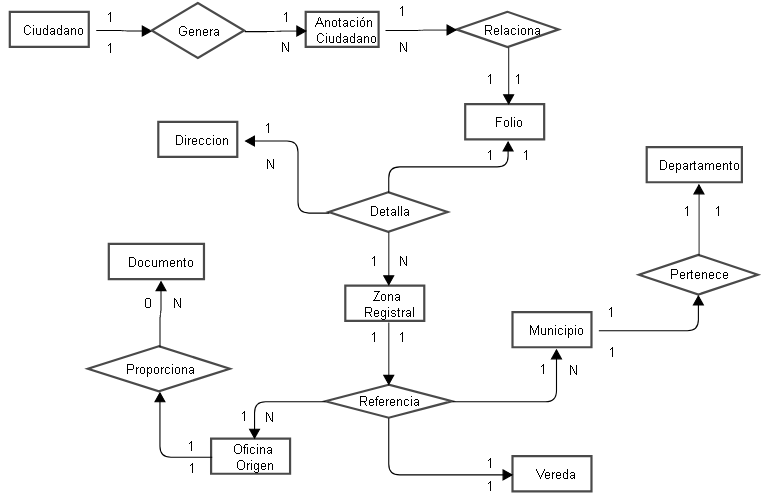 Ciudadano
1
1
Genera
1
N
Anotación
Ciudadano
1
N
Relaciona
1 1
Folio
Direccion
1
N
1 1
Detalla
Departamento
1 1
Pertenece
1 N
Documento
0 N
Zona
Registral
1 1
Municipio
1
1
1 N
Proporciona
Referencia
1 N
1
1
Oficina
Origen
1
1
Vereda